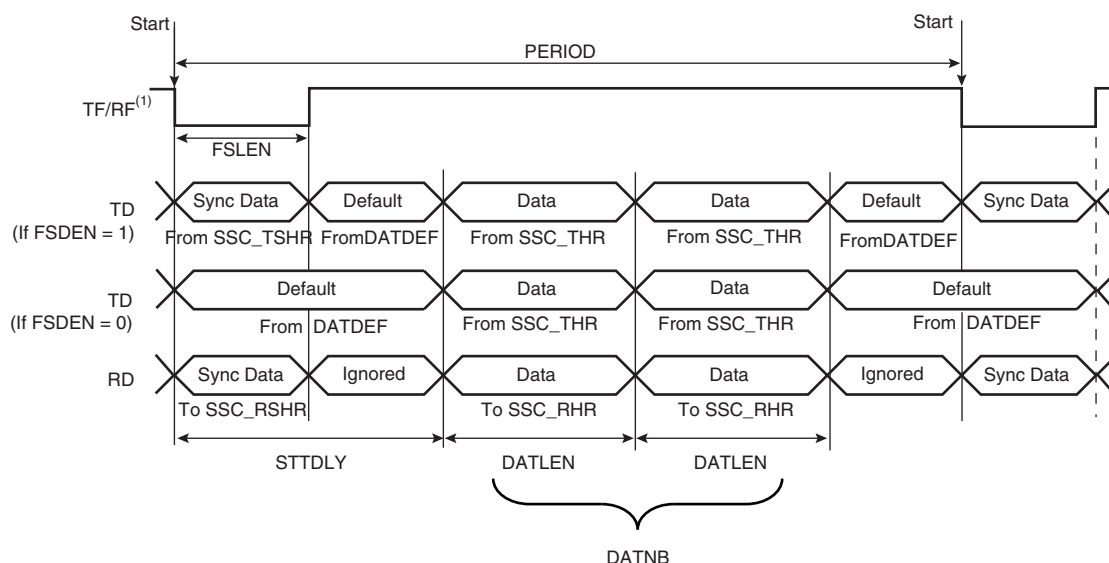 Start
Start
PERIOD
TF/RF(1)
FSLEN
TD
(If FSDEN = 1)
Sync Data
Default
Data
Data
Default
Sync Data
From SSC_TSHR
FromDATDEF
From SSC_THR
From SSC_THR
FromDATDEF
TD
(If FSDEN = 0)
Default
Data
Data
Default
From DATDEF
From SSC_THR
From SSC_THR
From DATDEF
RD
Sync Data
Ignored
Data
Data
Ignored
Sync Data
To SSC_RSHR
To SSC_RHR
To SSC_RHR
STTDLY
DATLEN
DATLEN
DATNB